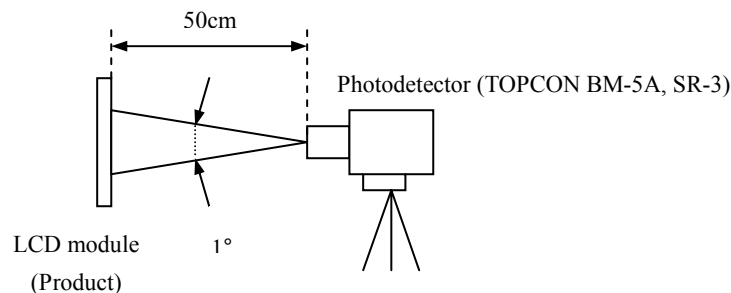 50cm
Photodetector (TOPCON BM-5A, SR-3)
LCD module
(Product)
1°